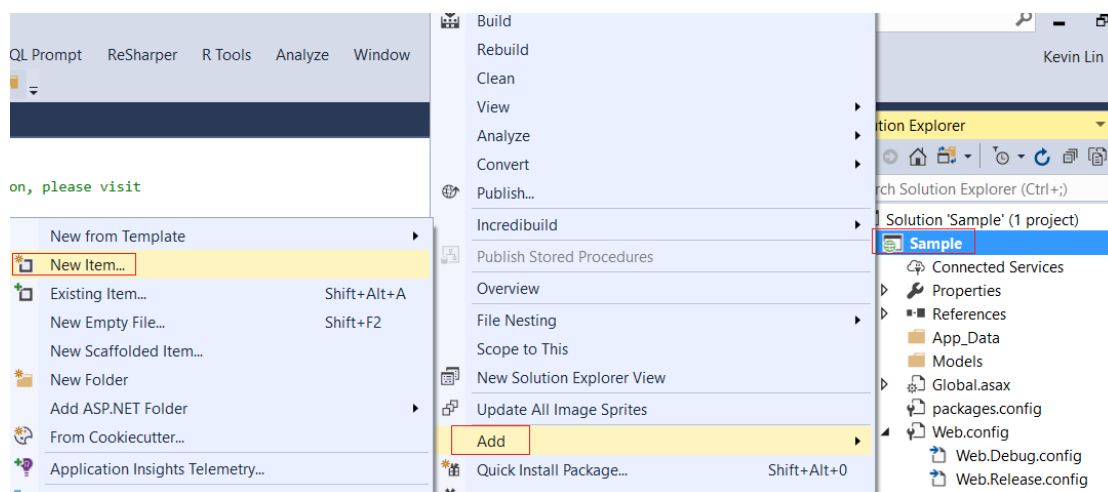 QL Prompt ReSharper R Tools Analyze Window
Kevin Lin
on, please visit
New from Template
New Item...
Existing Item... Shift+Alt+A
New Empty File... Shift+F2
New Scaffolded Item...
New Folder
Add ASP.NET Folder
From Cookiecutter...
Application Insights Telemetry...
Build
Rebuild
Clean
View
Analyze
Convert
Publish...
Incredibuild
Publish Stored Procedures
Overview
File Nesting
Scope to This
New Solution Explorer View
Update All Image Sprites
Add
Quick Install Package... Shift+Alt+0
ution Explorer
rch Solution Explorer (Ctrl+;)
Solution 'Sample' (1 project)
Sample
Connected Services
Properties
References
App_Data
Models
Global.asax
packages.config
Web.config
Web.Debug.config
Web.Release.config